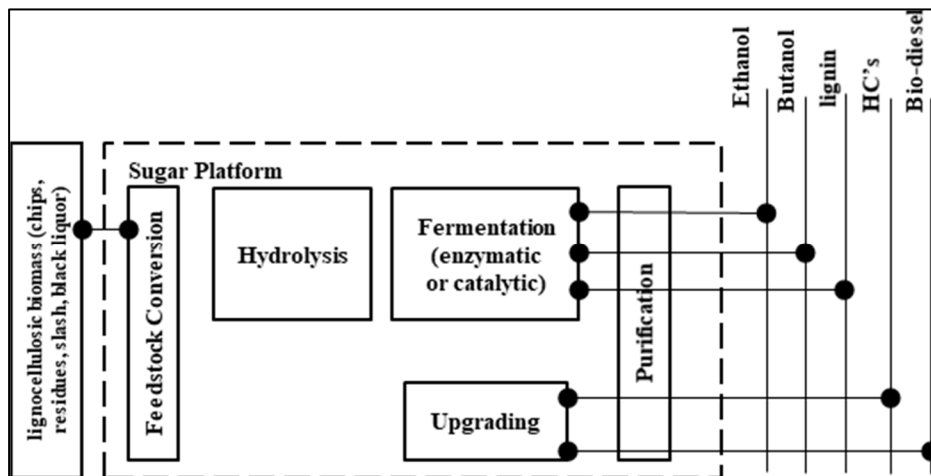 lignocellulosic biomass (chips,
residues, slash, black liquor)
Sugar Platform
Feedstock Conversion
Hydrolysis
Fermentation
(enzymatic
or catalytic)
Upgrading
Purification
Ethanol
Butanol
lignin
HC's
Bio-diesel